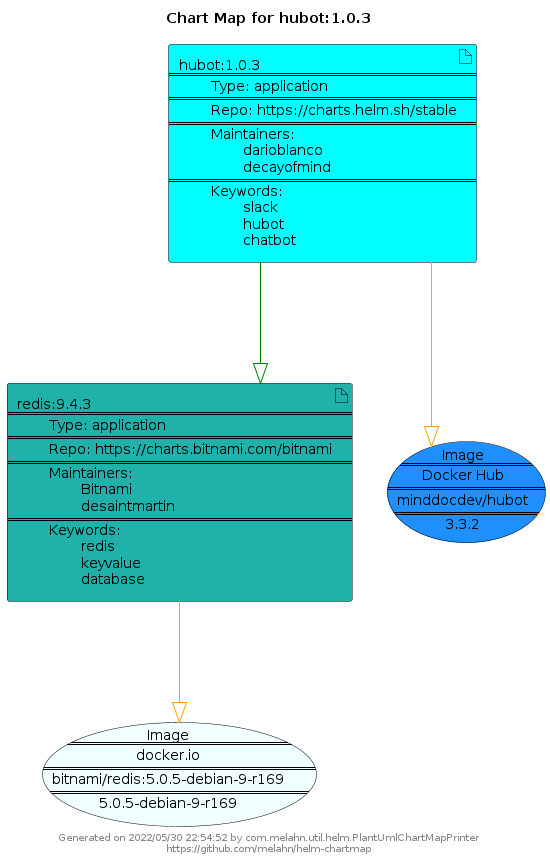 Chart Map for hubot:1.0.3
hubot:1.0.3
Type: application
Repo: https://charts.helm.sh/stable
Maintainers:
darioblanco
decayofmind
Keywords:
slack
hubot
chatbot
redis:9.4.3
Type: application
Repo: https://charts.bitnami.com/bitnami
Maintainers:
Bitnami
desaintmartin
Keywords:
redis
keyvalue
database
Image
Docker Hub
minddocdev/hubot
3.3.2
Image
docker.io
bitnami/redis:5.0.5-debian-9-r169
5.0.5-debian-9-r169
Generated on 2022/05/30 22:54:52 by com.melahn.util.helm.PlantUmlChartMapPrinter
https://github.com/melahn/helm-chartmap